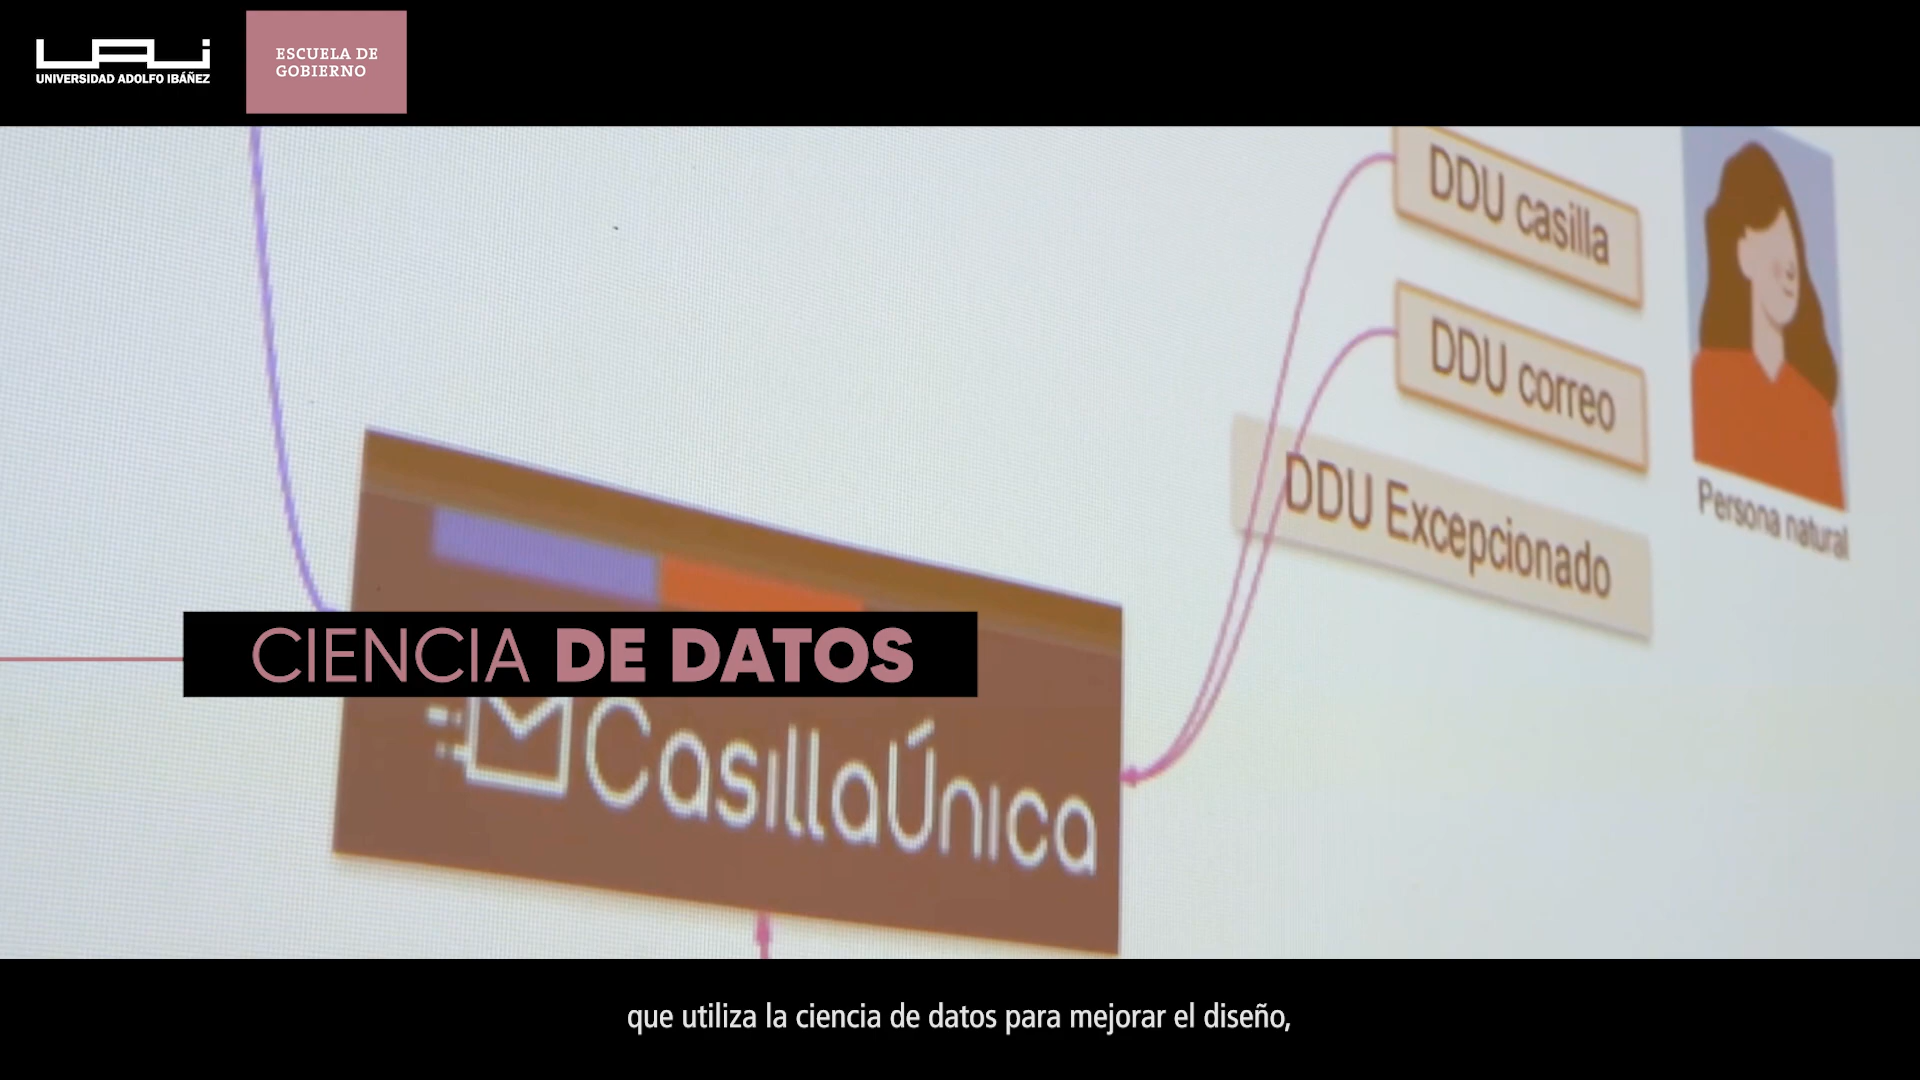 UAI
UNIVERSIDAD ADOLFO IBÁÑEZ
ESCUELA DE
GOBIERNO
DDU casilla
DDU correo
DDU Excepcionado
Persona natural
CIENCIA DE DATOS
CasillaÚnica
que utiliza la ciencia de datos para mejorar el diseño,